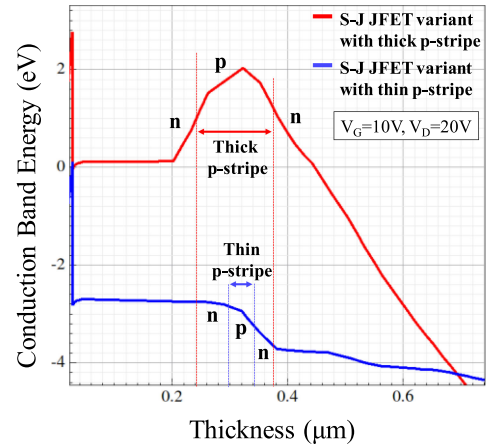 S-J JFET variant
with thick p-stripe
S-J JFET variant
with thin p-stripe
V_G=10V, V_D=20V
Conduction Band Energy (eV)
2
0
-2
-4
n
p
n
Thick
p-stripe
Thin
p-stripe
n
p
n
0.2
0.4
0.6
Thickness (μm)